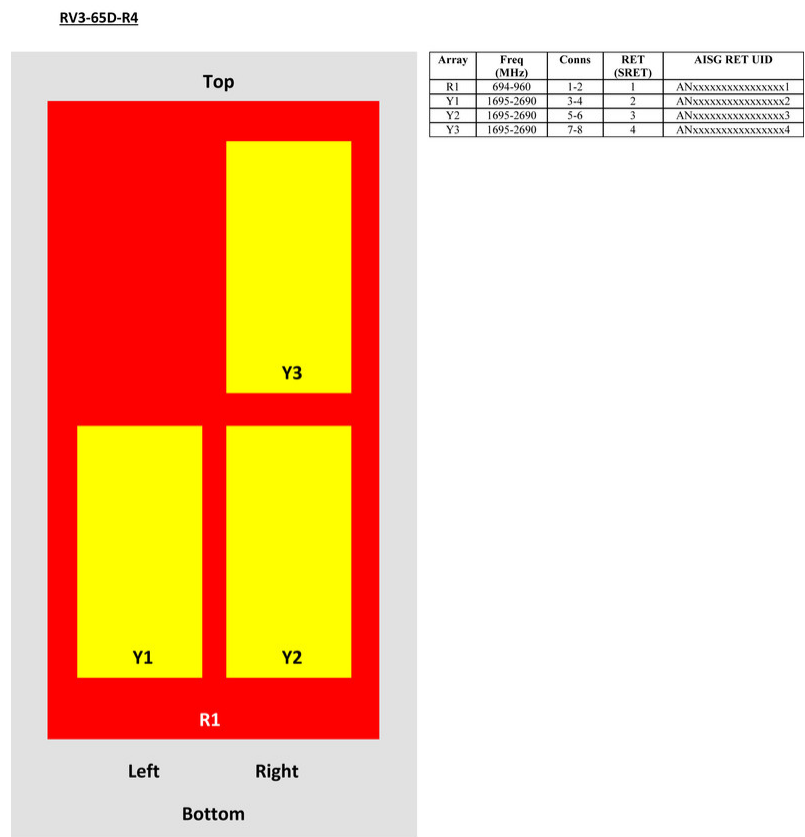 RV3-65D-R4
Top
Y3
Y1 Y2
R1
Left Right
Bottom
Array Freq (MHz) Conns RET (SRET) AISG RET UID
R1 694-960 1-2 1 ANxxxxxxxxxxxxxxxx1
Y1 1695-2690 3-4 2 ANxxxxxxxxxxxxxxxx2
Y2 1695-2690 5-6 3 ANxxxxxxxxxxxxxxxx3
Y3 1695-2690 7-8 4 ANxxxxxxxxxxxxxxxx4